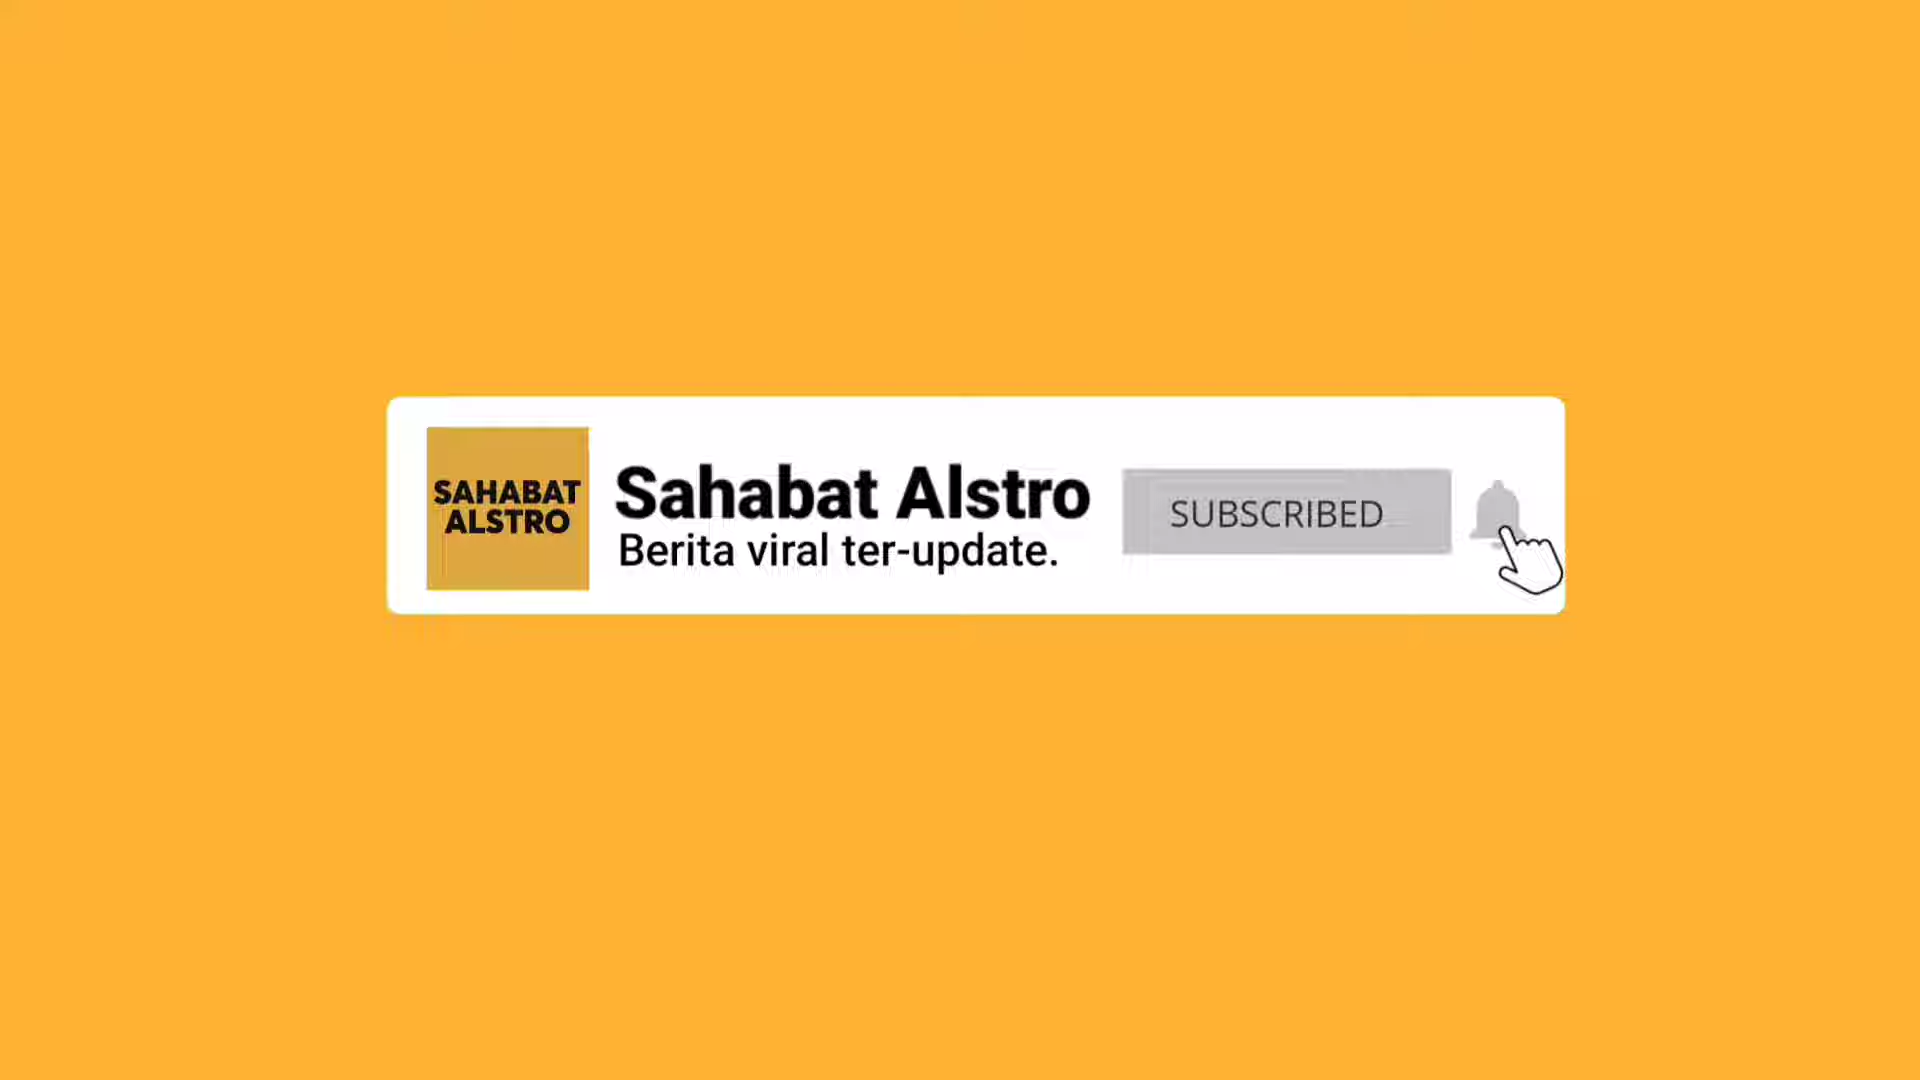 SAHABAT
ALSTRO
Sahabat Alstro
Berita viral ter-update.
SUBSCRIBED